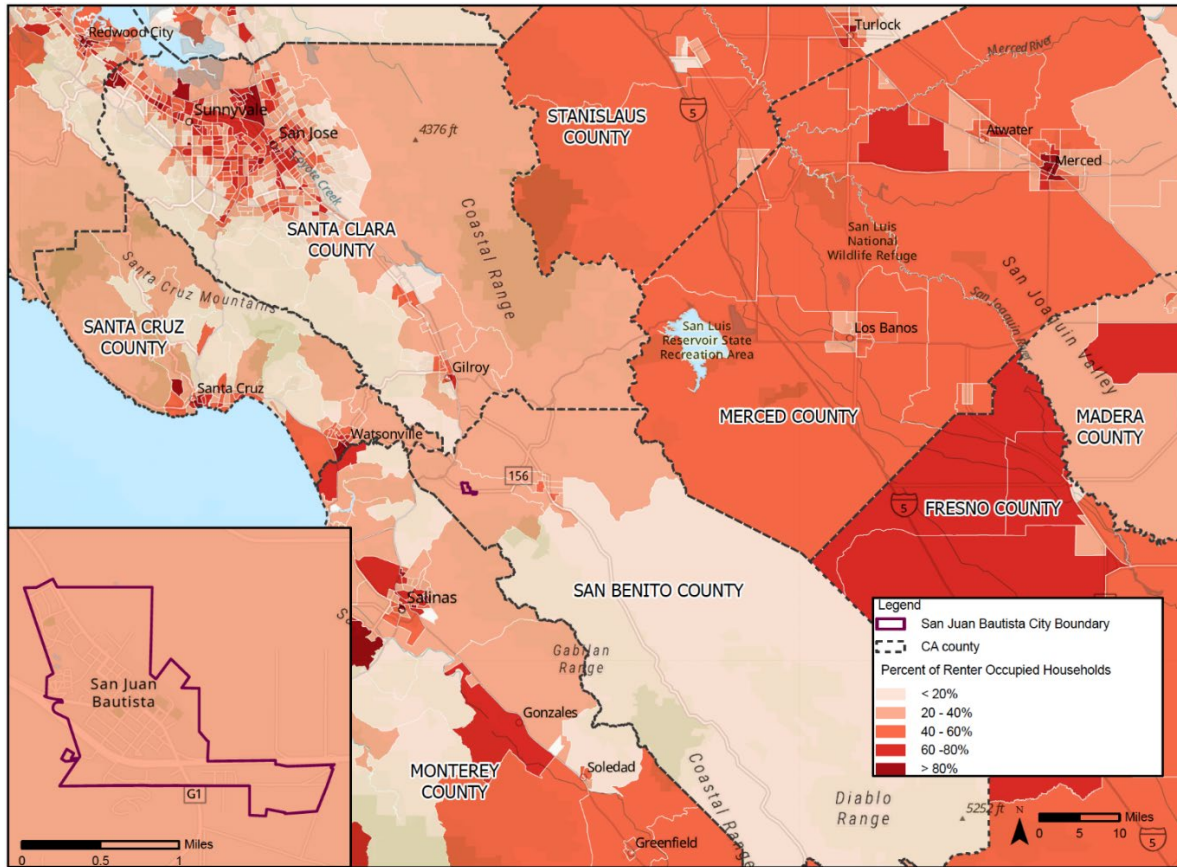 Redwood City
Sunnyvale
San Jose
Coyote Creek
4376 ft
SANTA CLARA
COUNTY
Coastal Range
Santa Cruz Mountains
SANTA CRUZ
COUNTY
Santa Cruz
Gilroy
Watsonville
STANISLAUS
COUNTY
5
Turlock
Merced River
Atwater
Merced
San Luis
National
Wildlife Refuge
San Joaquin Valley
San Luis
Reservoir State
Recreation Area
Los Banos
MERCED COUNTY
MADERA
COUNTY
5
FRESNO COUNTY
156
SAN BENITO COUNTY
Salinas
Gabilan
Range
Gonzales
Soledad
MONTEREY
COUNTY
Greenfield
Coastal Range
Diablo
Range
5252 ft
San Juan
Bautista
G1
0 0.5 1 Miles
Legend
San Juan Bautista City Boundary
CA county
Percent of Renter Occupied Households
< 20%
20 - 40%
40 - 60%
60 -80%
> 80%
N
0 5 10 Miles
5